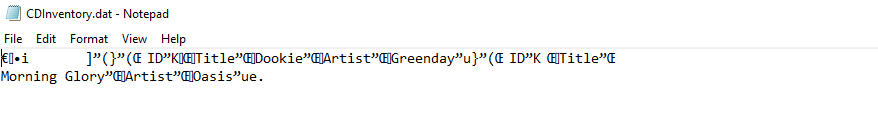 CDInventory.dat - Notepad
File Edit Format View Help
€•i ]”(}”(Œ ID”K Œ Title”Œ Dookie”Œ Artist”Œ Greenday”u}”(Œ ID”K Œ Title”Œ
Morning Glory”Œ Artist”Œ Oasis”ue.